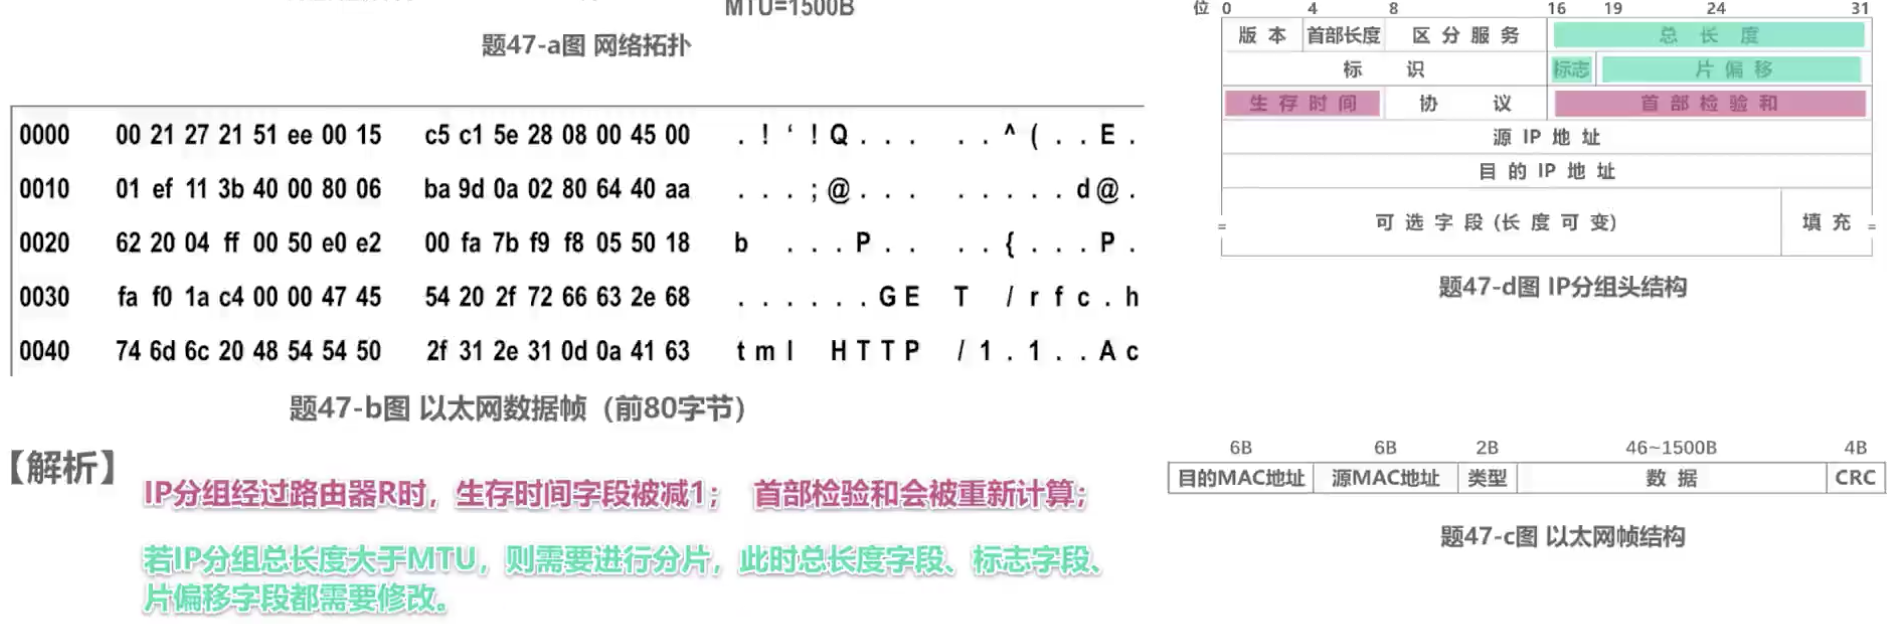 MTU=1500B
题47-a图 网络拓扑
0000 00 21 27 21 51 ee 00 15 c5 c1 5e 28 08 00 45 00 . ! ‘ ! Q . . . . . ^ ( . . E .
0010 01 ef 11 3b 40 00 80 06 ba 9d 0a 02 80 64 40 aa . . . ; @ . . . . . . . . d @ .
0020 62 20 04 ff 00 50 e0 e2 00 fa 7b f9 f8 05 50 18 b . . . P . . . . { . . . P .
0030 fa f0 1a c4 00 00 47 45 54 20 2f 72 66 63 2e 68 . . . . . . G E T / r f c . h
0040 74 6d 6c 20 48 54 54 50 2f 31 2e 31 0d 0a 41 63 t m l H T T P / 1 . 1 . . A c
题47-b图 以太网数据帧（前80字节）
【解析】
IP分组经过路由器R时，生存时间字段被减1； 首部检验和会被重新计算；
若IP分组总长度大于MTU，则需要进行分片，此时总长度字段、标志字段、
片偏移字段都需要修改。
位 0 4 8 16 19 24 31
版 本 首部长度 区 分 服 务 总 长 度
标 识 标志 片 偏 移
生 存 时 间 协 议 首 部 检 验 和
源 IP 地 址
目 的 IP 地 址
可 选 字 段 (长 度 可 变) 填 充
题47-d图 IP分组头结构
6B 6B 2B 46~1500B 4B
目的MAC地址 源MAC地址 类型 数 据 CRC
题47-c图 以太网帧结构